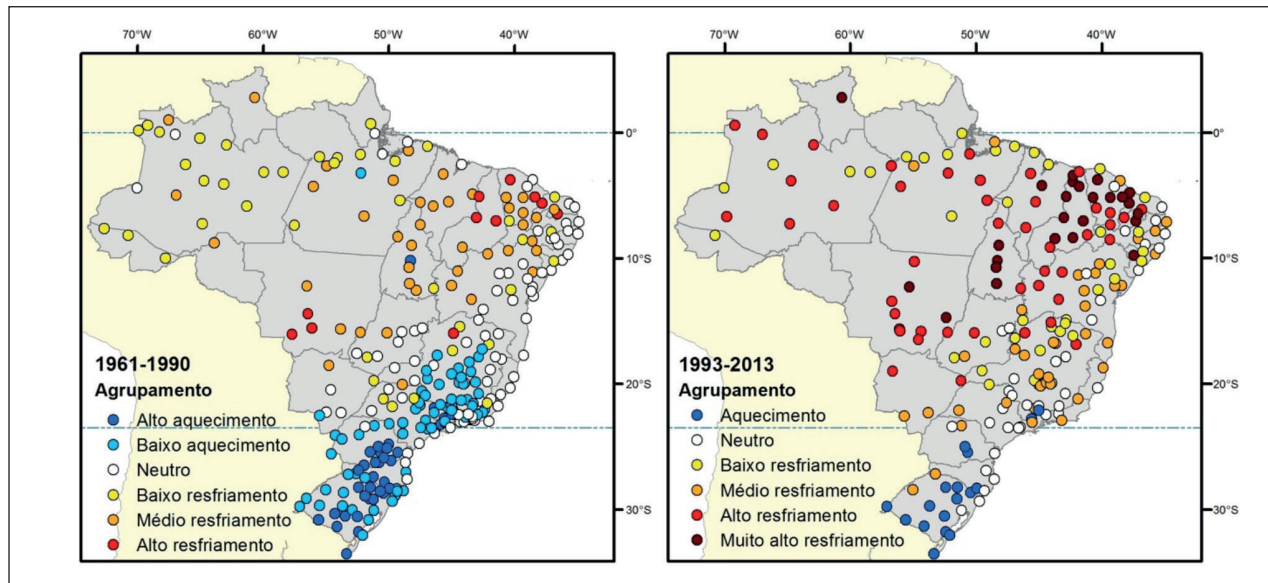 70°W 60°W 50°W 40°W
0°
10°S
20°S
30°S
1961-1990
Agrupamento
Alto aquecimento
Baixo aquecimento
Neutro
Baixo resfriamento
Médio resfriamento
Alto resfriamento
70°W 60°W 50°W 40°W
0°
10°S
20°S
30°S
1993-2013
Agrupamento
Aquecimento
Neutro
Baixo resfriamento
Médio resfriamento
Alto resfriamento
Muito alto resfriamento